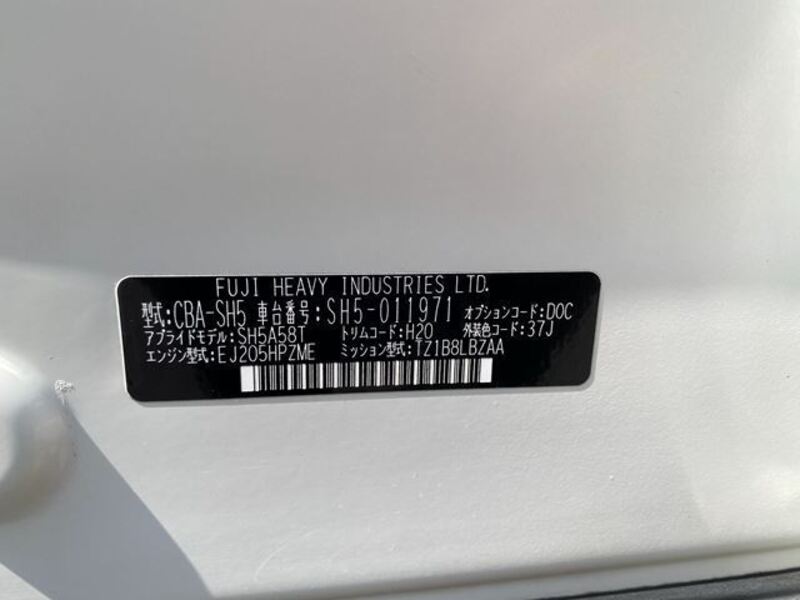 FUJI HEAVY INDUSTRIES LTD.
型式:CBA-SH5 車台番号:SH5-011971 オプションコード:DOC
アプライドモデル:SH5A58T トリムコード:H20 外装色コード:37J
エンジン型式:EJ205HPZME ミッション型式:TZ1B8LBZAA